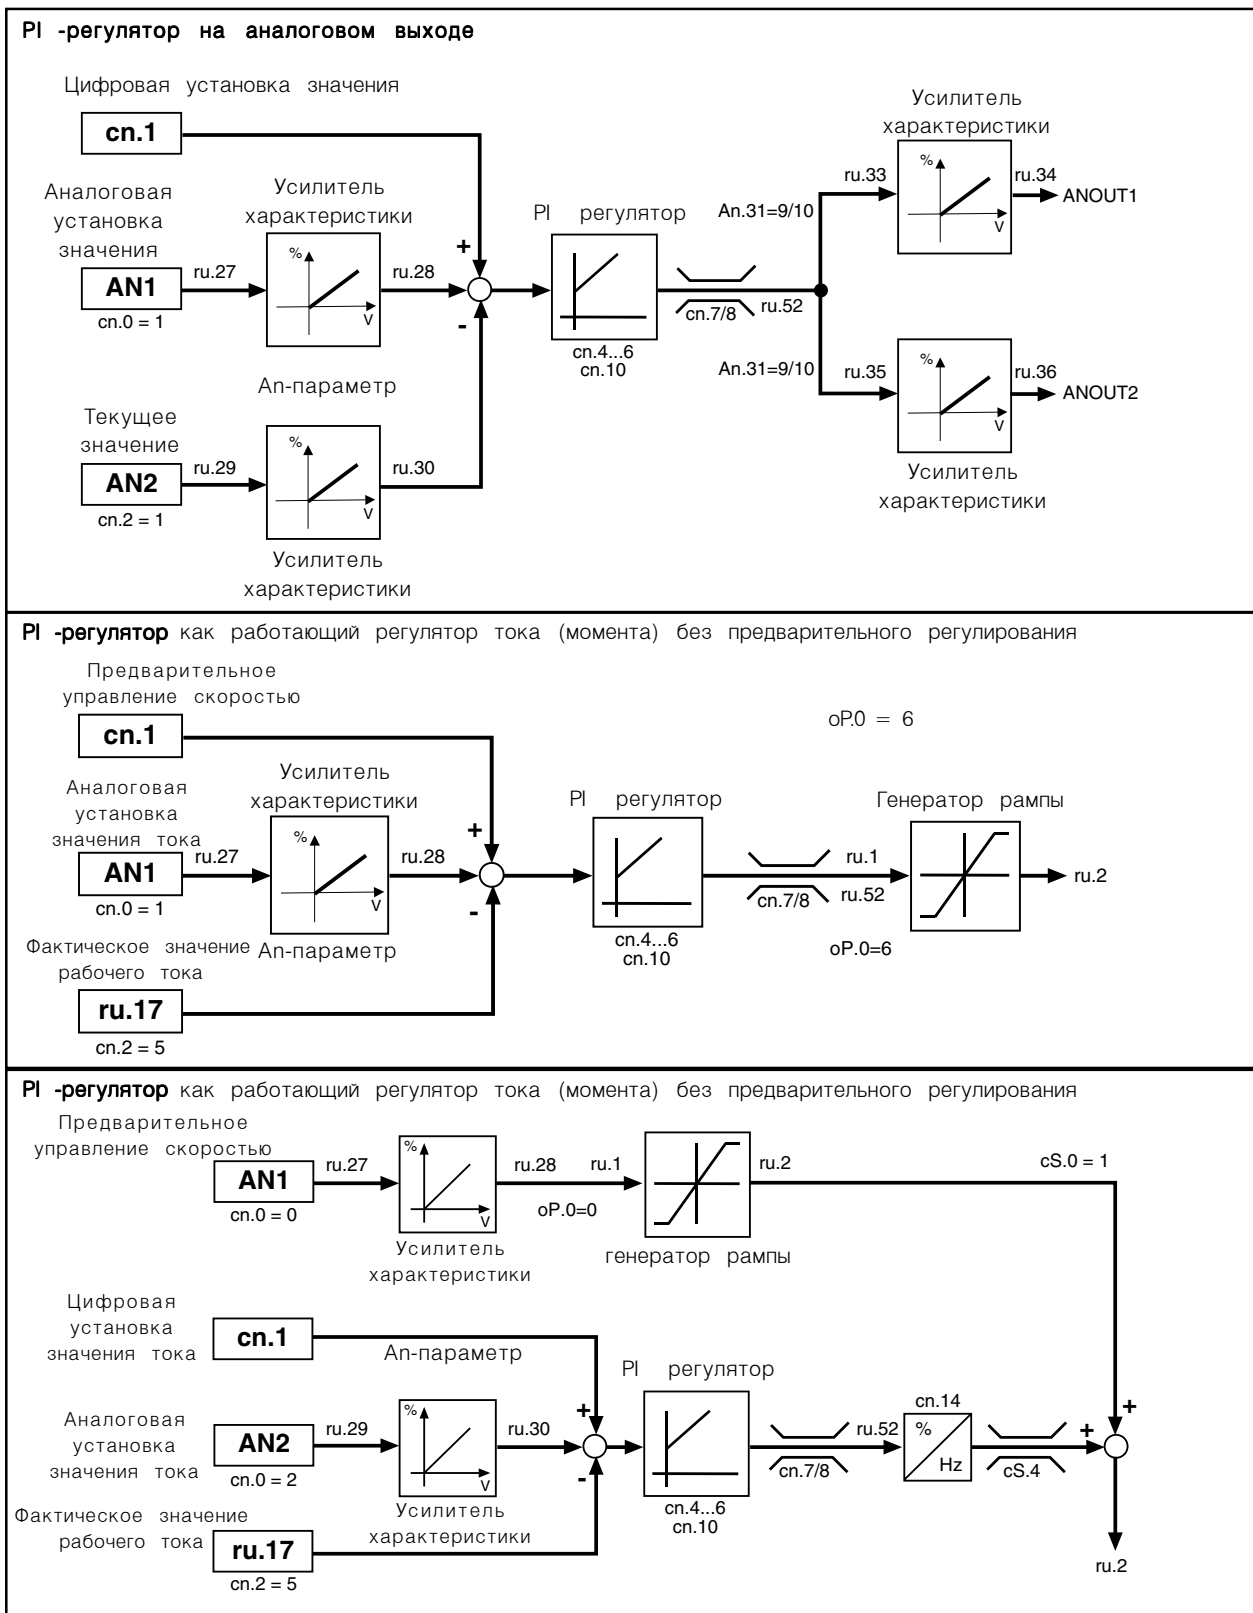 PI -регулятор на аналоговом выходе
Цифровая установка значения
cn.1
Аналоговая
установка
значения
AN1
cn.0 = 1
ru.27
Усилитель
характеристики
%
V
ru.28
An-параметр
+
-
Текущее
значение
AN2
cn.2 = 1
ru.29
%
V
ru.30
Усилитель
характеристики
PI регулятор
cn.4...6
cn.10
cn.7/8
ru.52
An.31=9/10
An.31=9/10
Усилитель
характеристики
ru.33
%
V
ru.34
ANOUT1
ru.35
%
V
ru.36
ANOUT2
Усилитель
характеристики
PI -регулятор как работающий регулятор тока (момента) без предварительного регулирования
Предварительное
управление скоростью
cn.1
oP.0 = 6
Аналоговая
установка
значения тока
AN1
cn.0 = 1
ru.27
Усилитель
характеристики
%
V
ru.28
An-параметр
+
-
Фактическое значение
рабочего тока
ru.17
cn.2 = 5
PI регулятор
cn.4...6
cn.10
cn.7/8
ru.1
ru.52
oP.0=6
Генератор рампы
ru.2
PI -регулятор как работающий регулятор тока (момента) без предварительного регулирования
Предварительное
управление скоростью
AN1
cn.0 = 0
ru.27
%
V
Усилитель
характеристики
ru.28
oP.0=0
ru.1
генератор рампы
ru.2
cS.0 = 1
Цифровая
установка
значения тока
cn.1
An-параметр
Аналоговая
установка
значения тока
AN2
cn.0 = 2
ru.29
%
V
Усилитель
характеристики
ru.30
+
-
Фактическое значение
рабочего тока
ru.17
cn.2 = 5
PI регулятор
cn.4...6
cn.10
cn.7/8
ru.52
cn.14
%
Hz
cS.4
+
+
ru.2